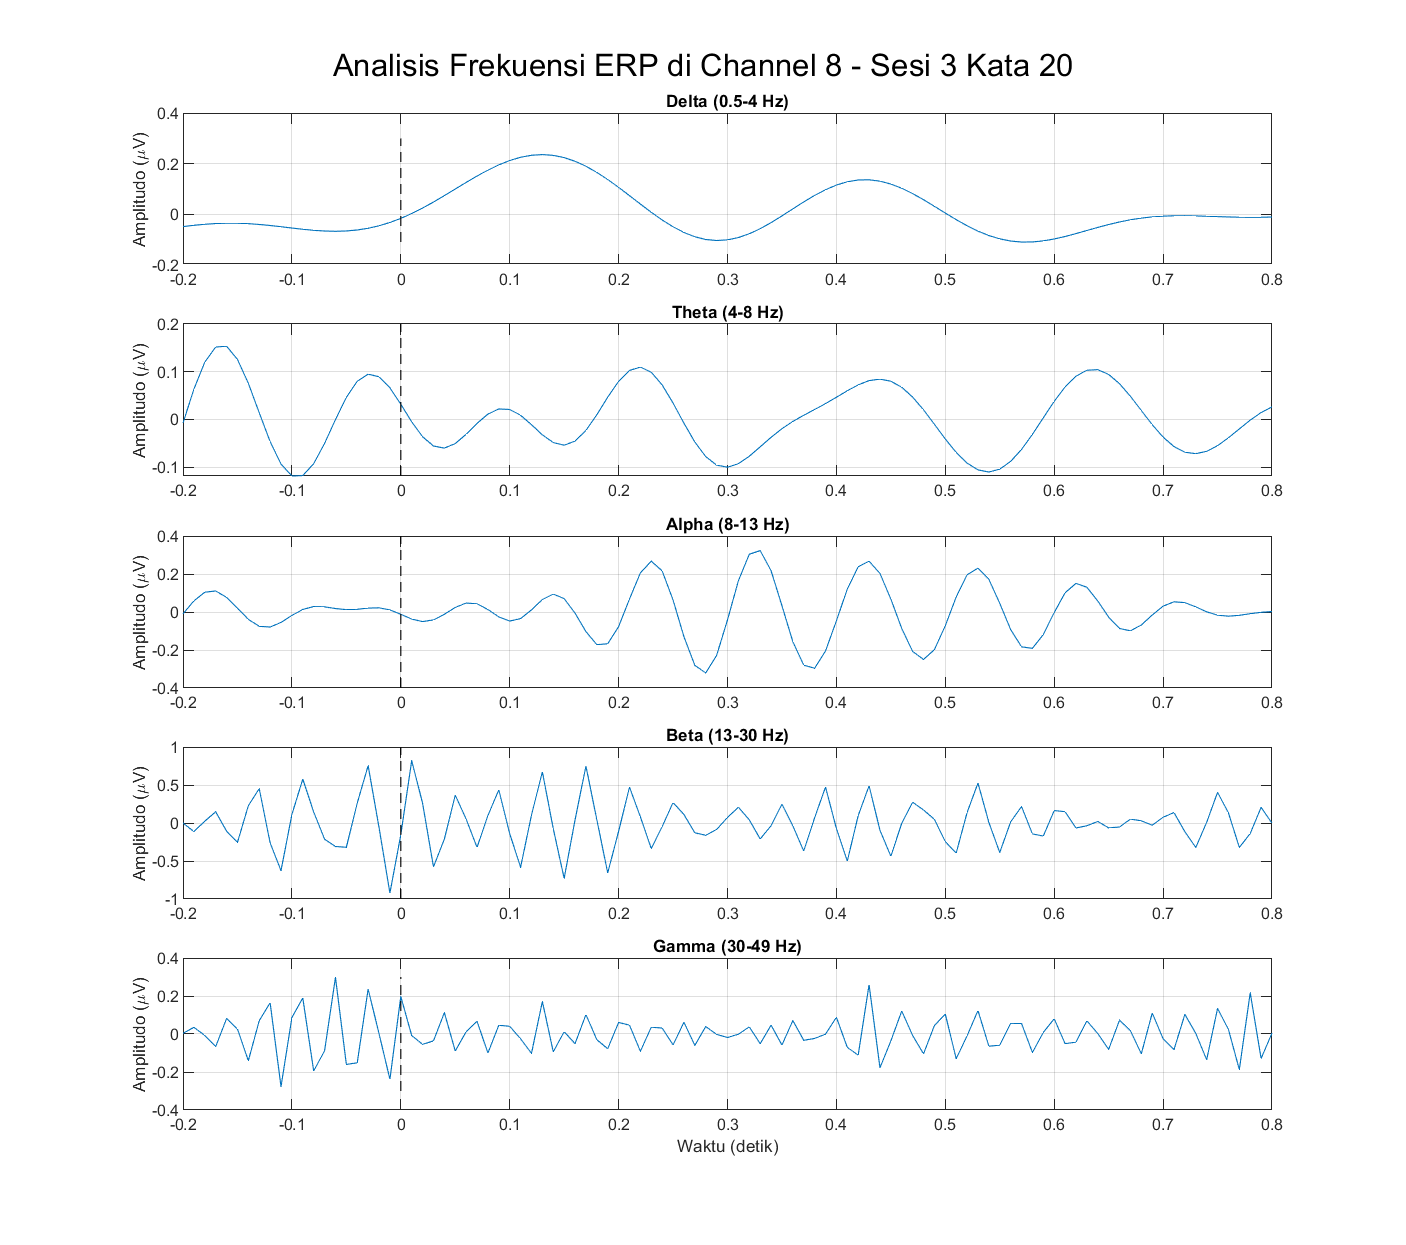 Analisis Frekuensi ERP di Channel 8 - Sesi 3 Kata 20
Delta (0.5-4 Hz)
Amplitudo (μV)
0.4
0.2
0
-0.2
-0.2 -0.1 0 0.1 0.2 0.3 0.4 0.5 0.6 0.7 0.8
Theta (4-8 Hz)
Amplitudo (μV)
0.2
0.1
0
-0.1
-0.2 -0.1 0 0.1 0.2 0.3 0.4 0.5 0.6 0.7 0.8
Alpha (8-13 Hz)
Amplitudo (μV)
0.4
0.2
0
-0.2
-0.4
-0.2 -0.1 0 0.1 0.2 0.3 0.4 0.5 0.6 0.7 0.8
Beta (13-30 Hz)
Amplitudo (μV)
1
0.5
0
-0.5
-1
-0.2 -0.1 0 0.1 0.2 0.3 0.4 0.5 0.6 0.7 0.8
Gamma (30-49 Hz)
Amplitudo (μV)
0.4
0.2
0
-0.2
-0.4
-0.2 -0.1 0 0.1 0.2 0.3 0.4 0.5 0.6 0.7 0.8
Waktu (detik)